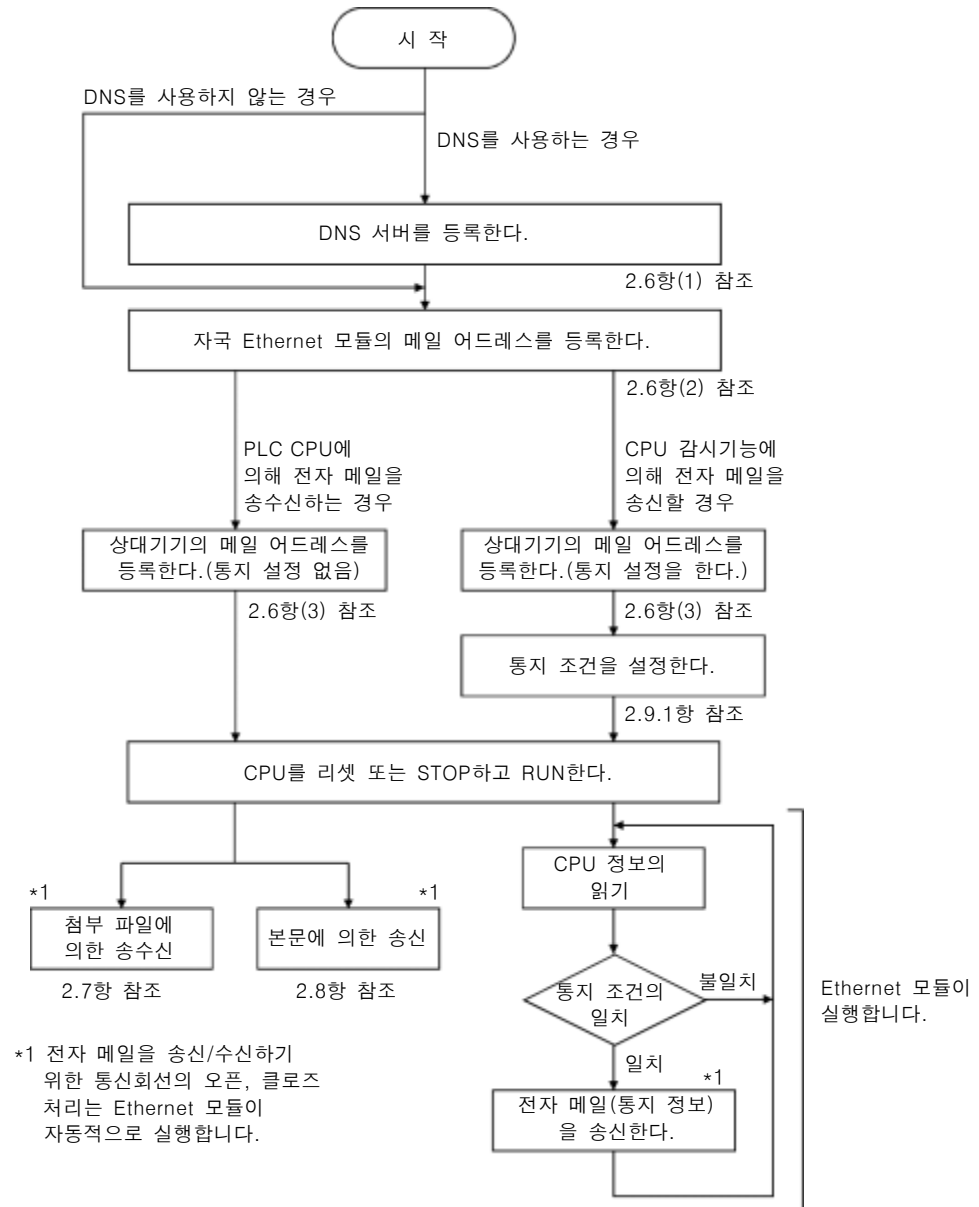 시 작
DNS를 사용하지 않는 경우
DNS를 사용하는 경우
DNS 서버를 등록한다.
2.6항(1) 참조
자국 Ethernet 모듈의 메일 어드레스를 등록한다.
2.6항(2) 참조
PLC CPU에
의해 전자 메일을
송수신하는 경우
CPU 감시기능에
의해 전자 메일을
송신할 경우
상대기기의 메일 어드레스를
등록한다.(통지 설정 없음)
상대기기의 메일 어드레스를
등록한다.(통지 설정을 한다.)
2.6항(3) 참조
2.6항(3) 참조
통지 조건을 설정한다.
2.9.1항 참조
CPU를 리셋 또는 STOP하고 RUN한다.
CPU 정보의
읽기
*1
첨부 파일에
의한 송수신
2.7항 참조
*1
본문에 의한 송신
2.8항 참조
통지 조건의
일치
불일치
일치
*1
전자 메일(통지 정보)
을 송신한다.
Ethernet 모듈이
실행합니다.
*1 전자 메일을 송신/수신하기
위한 통신회선의 오픈, 클로즈
처리는 Ethernet 모듈이
자동적으로 실행합니다.